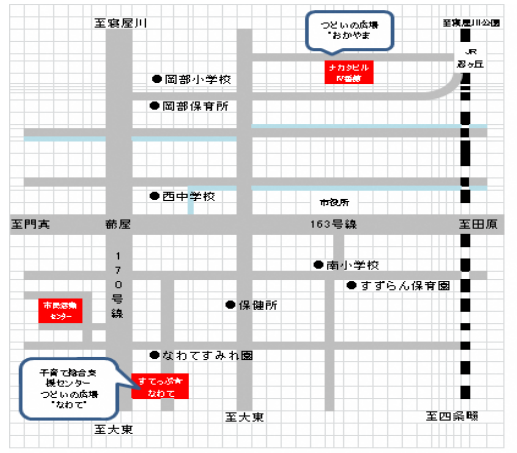 至寝屋川
つどいの広場
"おかやま
至寝屋川公園
JR
忍ヶ丘
ナカタビル
●岡部小学校
●岡部保育所
●西中学校
市役所
至門真
蔀屋
163号線
至田原
170号線
●南小学校
●すずらん保育園
市民活動
センター
●保健所
●なわてすみれ園
子育て総合支
援センター
つどいの広場
"なわて"
すてっぷ★
なわて
至大東
至大東
至四条畷